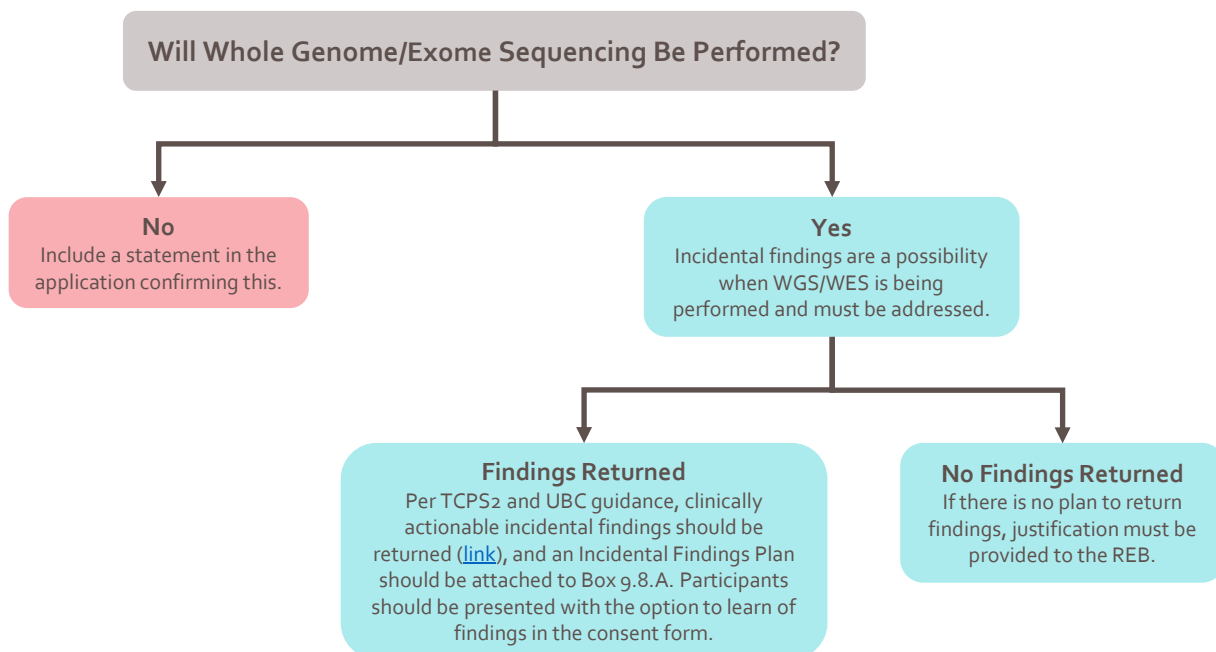 Will Whole Genome/Exome Sequencing Be Performed?
No
Include a statement in the
application confirming this.
Yes
Incidental findings are a possibility
when WGS/WES is being
performed and must be addressed.
Findings Returned
Per TCPS2 and UBC guidance, clinically
actionable incidental findings should be
returned (link), and an Incidental Findings Plan
should be attached to Box 9.8.A. Participants
should be presented with the option to learn of
findings in the consent form.
No Findings Returned
If there is no plan to return
findings, justification must be
provided to the REB.